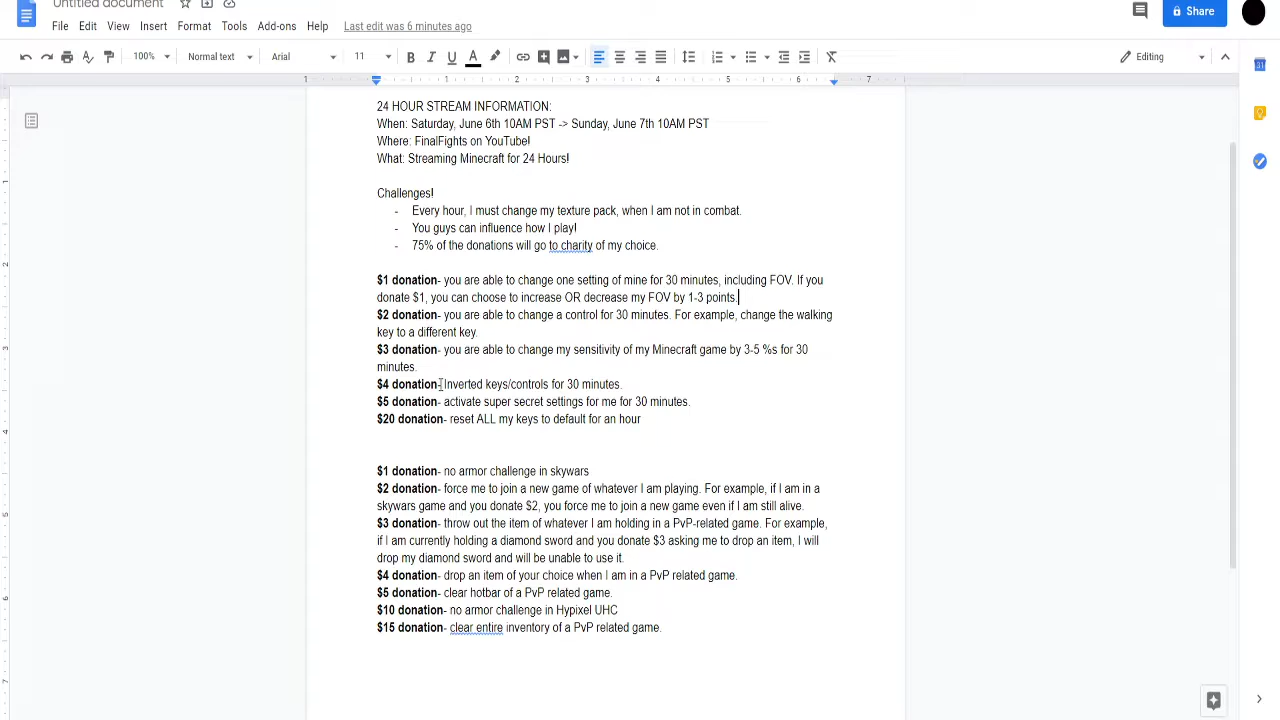 Untitled document
File Edit View Insert Format Tools Add-ons Help Last edit was 6 minutes ago
Share
100% Normal text Arial 11 B I U A Editing
1 1 2 3 4 5 6 7
24 HOUR STREAM INFORMATION:
When: Saturday, June 6th 10AM PST -> Sunday, June 7th 10AM PST
Where: FinalFights on YouTube!
What: Streaming Minecraft for 24 Hours!
Challenges!
- Every hour, I must change my texture pack, when I am not in combat.
- You guys can influence how I play!
- 75% of the donations will go to charity of my choice.
$1 donation- you are able to change one setting of mine for 30 minutes, including FOV. If you
donate $1, you can choose to increase OR decrease my FOV by 1-3 points.
$2 donation- you are able to change a control for 30 minutes. For example, change the walking
key to a different key.
$3 donation- you are able to change my sensitivity of my Minecraft game by 3-5 %s for 30
minutes.
$4 donation- Inverted keys/controls for 30 minutes.
$5 donation- activate super secret settings for me for 30 minutes.
$20 donation- reset ALL my keys to default for an hour
$1 donation- no armor challenge in skywars
$2 donation- force me to join a new game of whatever I am playing. For example, if I am in a
skywars game and you donate $2, you force me to join a new game even if I am still alive.
$3 donation- throw out the item of whatever I am holding in a PvP-related game. For example,
if I am currently holding a diamond sword and you donate $3 asking me to drop an item, I will
drop my diamond sword and will be unable to use it.
$4 donation- drop an item of your choice when I am in a PvP related game.
$5 donation- clear hotbar of a PvP related game.
$10 donation- no armor challenge in Hypixel UHC
$15 donation- clear entire inventory of a PvP related game.
1
2
3
4
5
6
7
31